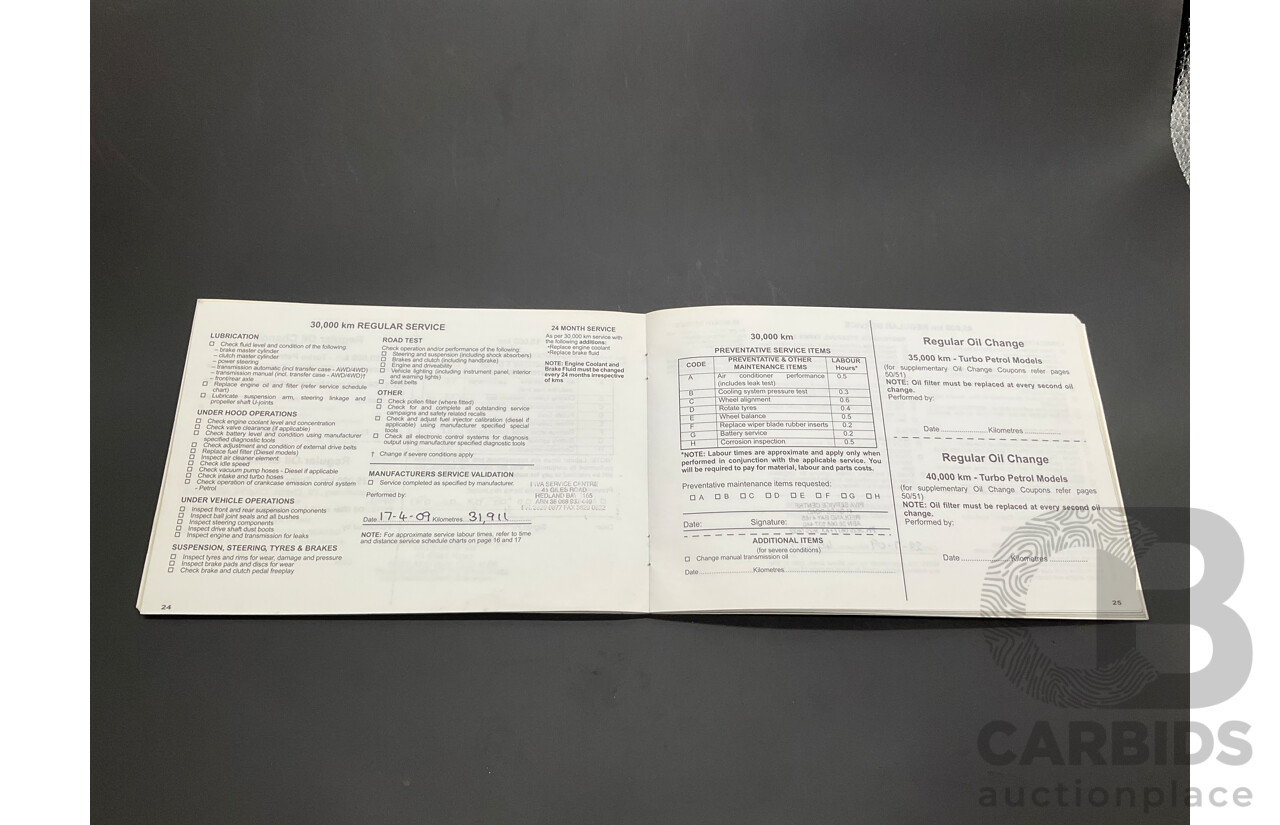 30,000 km REGULAR SERVICE
LUBRICATION
Check fluid level and condition of the following:
– brake master cylinder
– clutch master cylinder
– power steering
– transmission automatic (incl transfer case - AWD/4WD)
– transmission manual (incl. transfer case - AWD/4WD)†
– front/rear axle
Replace engine oil and filter (refer service schedule
chart)
Lubricate suspension arm, steering linkage and
propeller shaft U-joints
UNDER HOOD OPERATIONS
Check engine coolant level and concentration
Check valve clearance (if applicable)
Check battery level and condition using manufacturer
specified diagnostic tools
Check adjustment and condition of external drive belts
Replace fuel filter (Diesel models)
Inspect air cleaner element
Check idle speed
Check vacuum pump hoses - Diesel if applicable
Check intake and turbo hoses
Check operation of crankcase emission control system
- Petrol
UNDER VEHICLE OPERATIONS
Inspect front and rear suspension components
Inspect ball joint seals and all bushes
Inspect steering components
Inspect drive shaft dust boots
Inspect engine and transmission for leaks
SUSPENSION, STEERING, TYRES & BRAKES
Inspect tyres and rims for wear, damage and pressure
Inspect brake pads and discs for wear
Check brake and clutch pedal freeplay
24
ROAD TEST
Check operation and/or performance of the following:
Steering and suspension (including shock absorbers)
Brakes and clutch (including handbrake)
Engine and driveability
Vehicle lighting (including instrument panel, interior
and warning lights)
Seat belts
OTHER
Check pollen filter (where fitted)
Check for and complete all outstanding service
campaigns and safety related recalls
Check and adjust fuel injector calibration (diesel if
applicable) using manufacturer specified special
tools
Check all electronic control systems for diagnosis
output using manufacturer specified diagnostic tools
† Change if severe conditions apply
MANUFACTURERS SERVICE VALIDATION
Service completed as specified by manufacturer.
Performed by:
SERVICE CENTRE
GILES ROAD
REDLAND BAY
Date 17-4-09 Kilometres 31,911
NOTE: For approximate service labour times, refer to time
and distance service schedule charts on page 16 and 17
24 MONTH SERVICE
As per 30,000 km service with
the following additions:
•Replace engine coolant
•Replace brake fluid
NOTE: Engine Coolant and
Brake Fluid must be changed
every 24 months irrespective
of kms
30,000 km
PREVENTATIVE SERVICE ITEMS
CODE PREVENTATIVE & OTHER MAINTENANCE ITEMS LABOUR Hours*
A Air conditioner performance (includes leak test) 0.5
B Cooling system pressure test 0.3
C Wheel alignment 0.6
D Rotate tyres 0.4
E Wheel balance 0.5
F Replace wiper blade rubber inserts 0.2
G Battery service 0.2
H Corrosion inspection 0.5
*NOTE: Labour times are approximate and apply only when
performed in conjunction with the applicable service. You
will be required to pay for material, labour and parts costs.
Preventative maintenance items requested:
A B C D E F G H
Date: Signature:
ADDITIONAL ITEMS
(for severe conditions)
Change manual transmission oil
Date Kilometres
Regular Oil Change
35,000 km - Turbo Petrol Models
(for supplementary Oil Change Coupons refer pages
50/51)
NOTE: Oil filter must be replaced at every second oil
change.
Performed by:
Date Kilometres
Regular Oil Change
40,000 km - Turbo Petrol Models
(for supplementary Oil Change Coupons refer pages
50/51)
NOTE: Oil filter must be replaced at every second oil
change.
Performed by:
Date Kilometres
25
CARBIDS
auctionplace